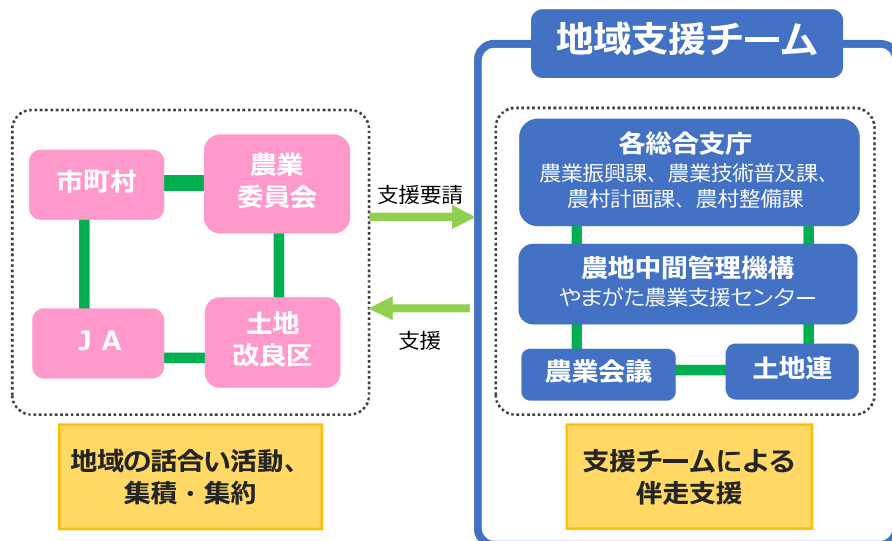 地域支援チーム
市町村
農業
委員会
JA
土地
改良区
支援要請
支援
各総合支庁
農業振興課、農業技術普及課、
農村計画課、農村整備課
農地中間管理機構
やまがた農業支援センター
農業会議
土地連
地域の話合い活動、
集積・集約
支援チームによる
伴走支援